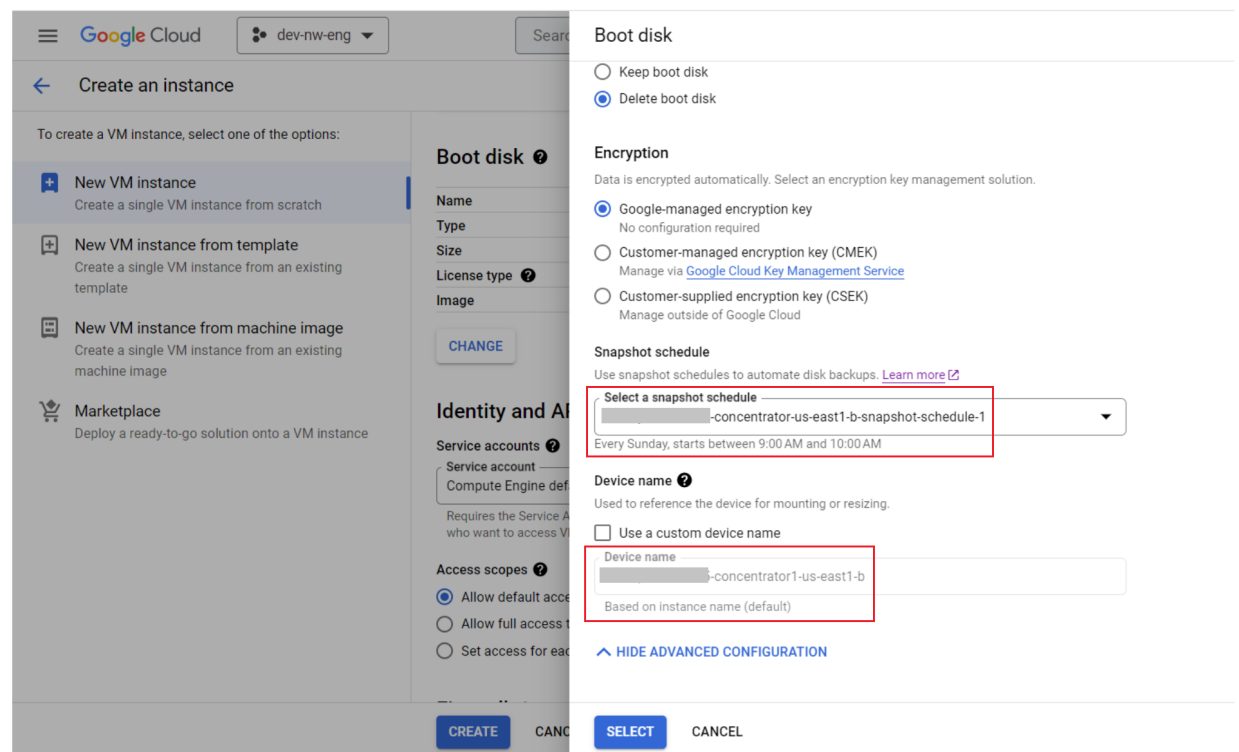 Google Cloud
dev-nw-eng
Create an instance
To create a VM instance, select one of the options:
New VM instance
Create a single VM instance from scratch
New VM instance from template
Create a single VM instance from an existing
template
New VM instance from machine image
Create a single VM instance from an existing
machine image
Marketplace
Deploy a ready-to-go solution onto a VM instance
Boot disk
Name
Type
Size
License type
Image
CHANGE
Identity and
Service accounts
Service account
Compute Engine
Requires the Service
who want to access
Access scopes
Allow default
Allow full access
Set access for
CREATE
Boot disk
Keep boot disk
Delete boot disk
Encryption
Data is encrypted automatically. Select an encryption key management solution.
Google-managed encryption key
No configuration required
Customer-managed encryption key (CMEK)
Manage via Google Cloud Key Management Service
Customer-supplied encryption key (CSEK)
Manage outside of Google Cloud
Snapshot schedule
Use snapshot schedules to automate disk backups. Learn more
Select a snapshot schedule
-concentrator-us-east1-b-snapshot-schedule-1
Every Sunday, starts between 9:00 AM and 10:00 AM
Device name
Used to reference the device for mounting or resizing.
Use a custom device name
Device name
-concentrator1-us-east1-b
Based on instance name (default)
HIDE ADVANCED CONFIGURATION
SELECT
CANCEL